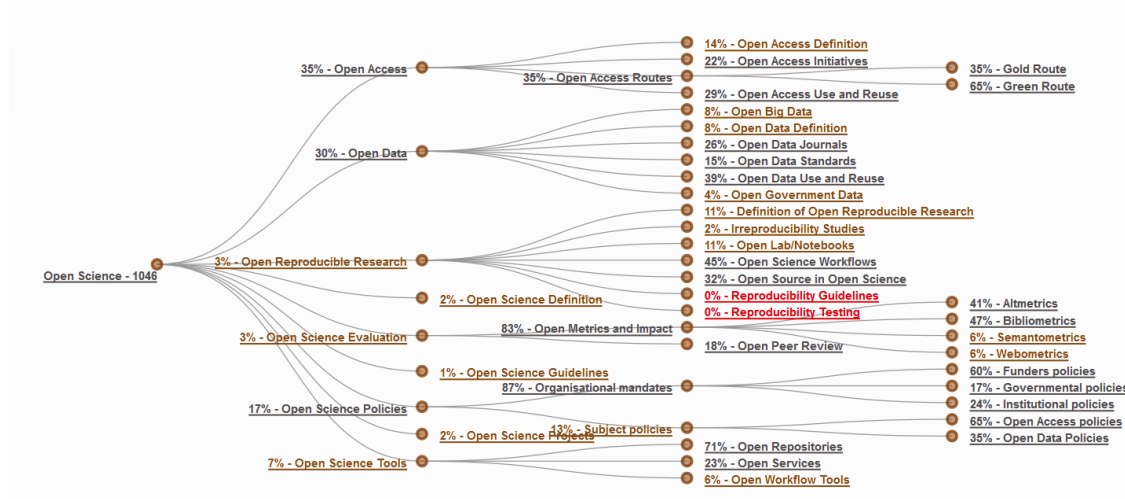 Open Science - 1046
35% - Open Access
14% - Open Access Definition
22% - Open Access Initiatives
35% - Open Access Routes
35% - Gold Route
65% - Green Route
29% - Open Access Use and Reuse
30% - Open Data
8% - Open Big Data
8% - Open Data Definition
26% - Open Data Journals
15% - Open Data Standards
39% - Open Data Use and Reuse
4% - Open Government Data
3% - Open Reproducible Research
11% - Definition of Open Reproducible Research
2% - Irreproducibility Studies
11% - Open Lab/Notebooks
45% - Open Science Workflows
32% - Open Source in Open Science
0% - Reproducibility Guidelines
0% - Reproducibility Testing
2% - Open Science Definition
3% - Open Science Evaluation
83% - Open Metrics and Impact
41% - Altmetrics
47% - Bibliometrics
6% - Semantometrics
6% - Webometrics
18% - Open Peer Review
1% - Open Science Guidelines
17% - Open Science Policies
87% - Organisational mandates
60% - Funders policies
17% - Governmental policies
24% - Institutional policies
13% - Subject policies
65% - Open Access policies
35% - Open Data Policies
2% - Open Science Projects
7% - Open Science Tools
71% - Open Repositories
23% - Open Services
6% - Open Workflow Tools